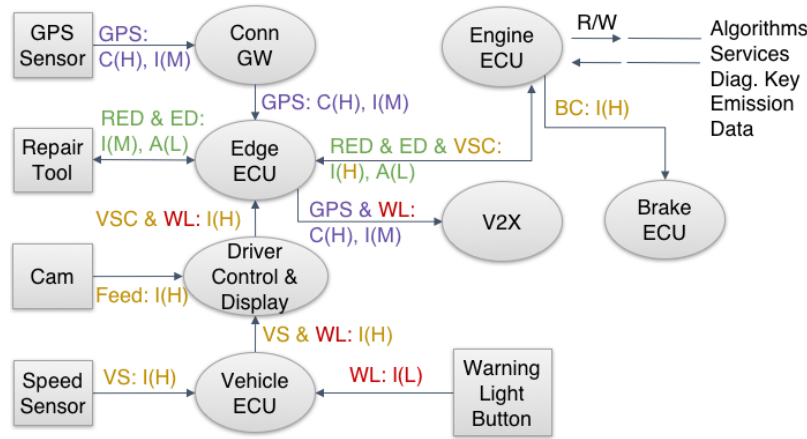 GPS
Sensor
GPS:
C(H), I(M)
Conn
GW
Engine
ECU
R/W
Algorithms
Services
Diag. Key
Emission
Data
GPS: C(H), I(M)
BC: I(H)
Repair
Tool
RED & ED:
I(M), A(L)
Edge
ECU
RED & ED & VSC:
I(H), A(L)
VSC & WL: I(H)
GPS & WL:
C(H), I(M)
V2X
Brake
ECU
Cam
Feed: I(H)
Driver
Control &
Display
VS & WL: I(H)
Speed
Sensor
VS: I(H)
Vehicle
ECU
WL: I(L)
Warning
Light
Button